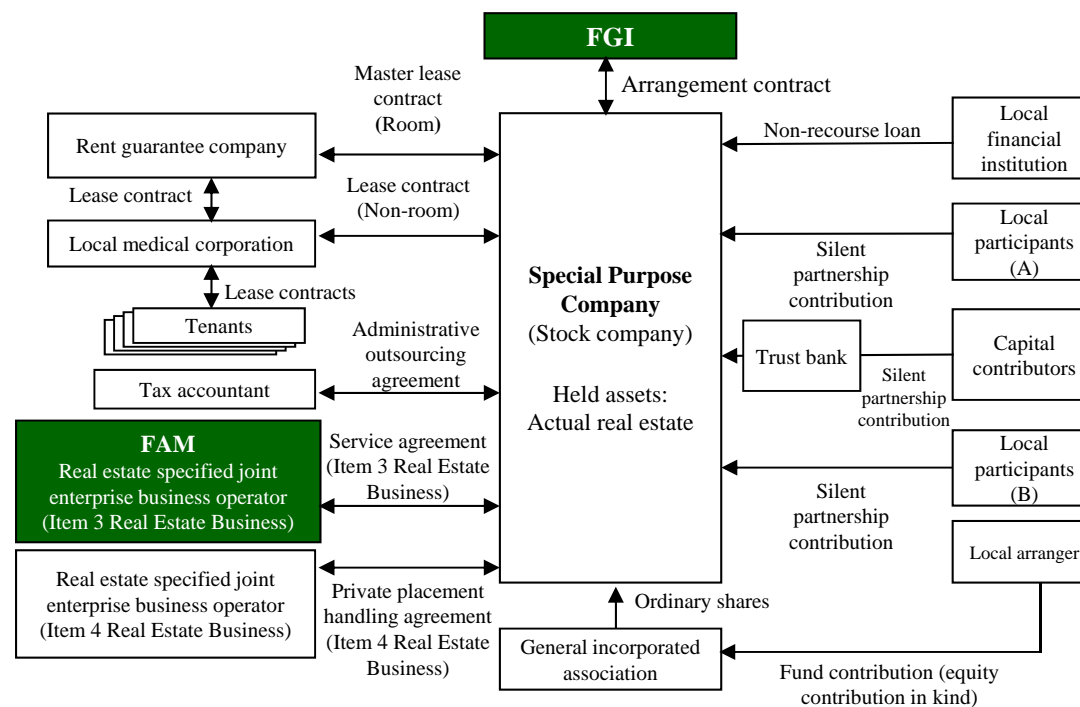 FGI
Arrangement contract
Master lease
contract
(Room)
Rent guarantee company
Lease contract
Lease contract
(Non-room)
Local medical corporation
Lease contracts
Tenants
Administrative
outsourcing
agreement
Tax accountant
FAM
Real estate specified joint
enterprise business operator
(Item 3 Real Estate Business)
Service agreement
(Item 3 Real Estate
Business)
Real estate specified joint
enterprise business operator
(Item 4 Real Estate Business)
Private placement
handling agreement
(Item 4 Real Estate
Business)
Special Purpose
Company
(Stock company)
Held assets:
Actual real estate
Ordinary shares
General incorporated
association
Non-recourse loan
Local
financial
institution
Local
participants
(A)
Silent
partnership
contribution
Trust bank
Capital
contributors
Silent
partnership
contribution
Local
participants
(B)
Silent
partnership
contribution
Local arranger
Fund contribution (equity
contribution in kind)